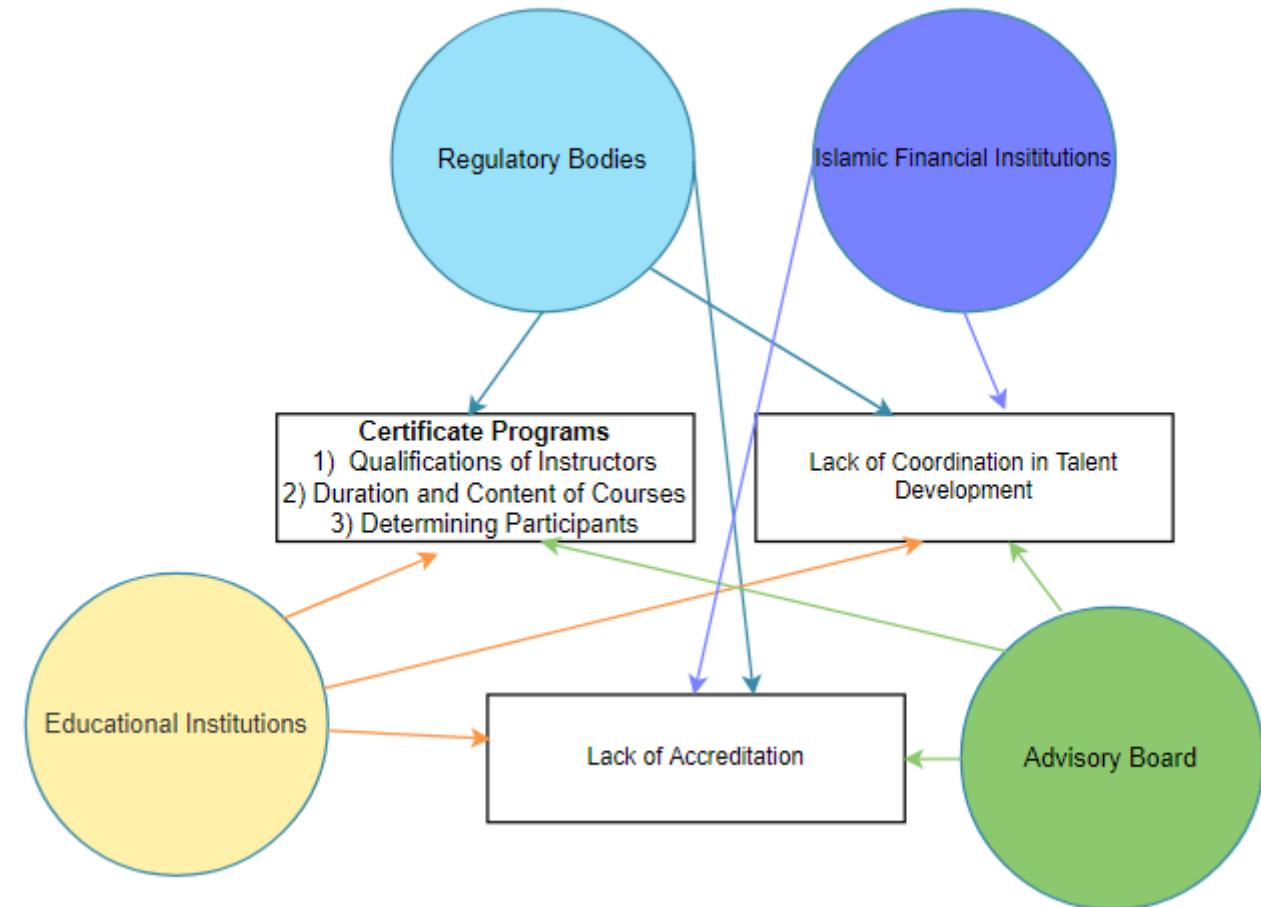 Regulatory Bodies
Islamic Financial Insititutions
Certificate Programs
1) Qualifications of Instructors
2) Duration and Content of Courses
3) Determining Participants
Lack of Coordination in Talent
Development
Educational Institutions
Lack of Accreditation
Advisory Board